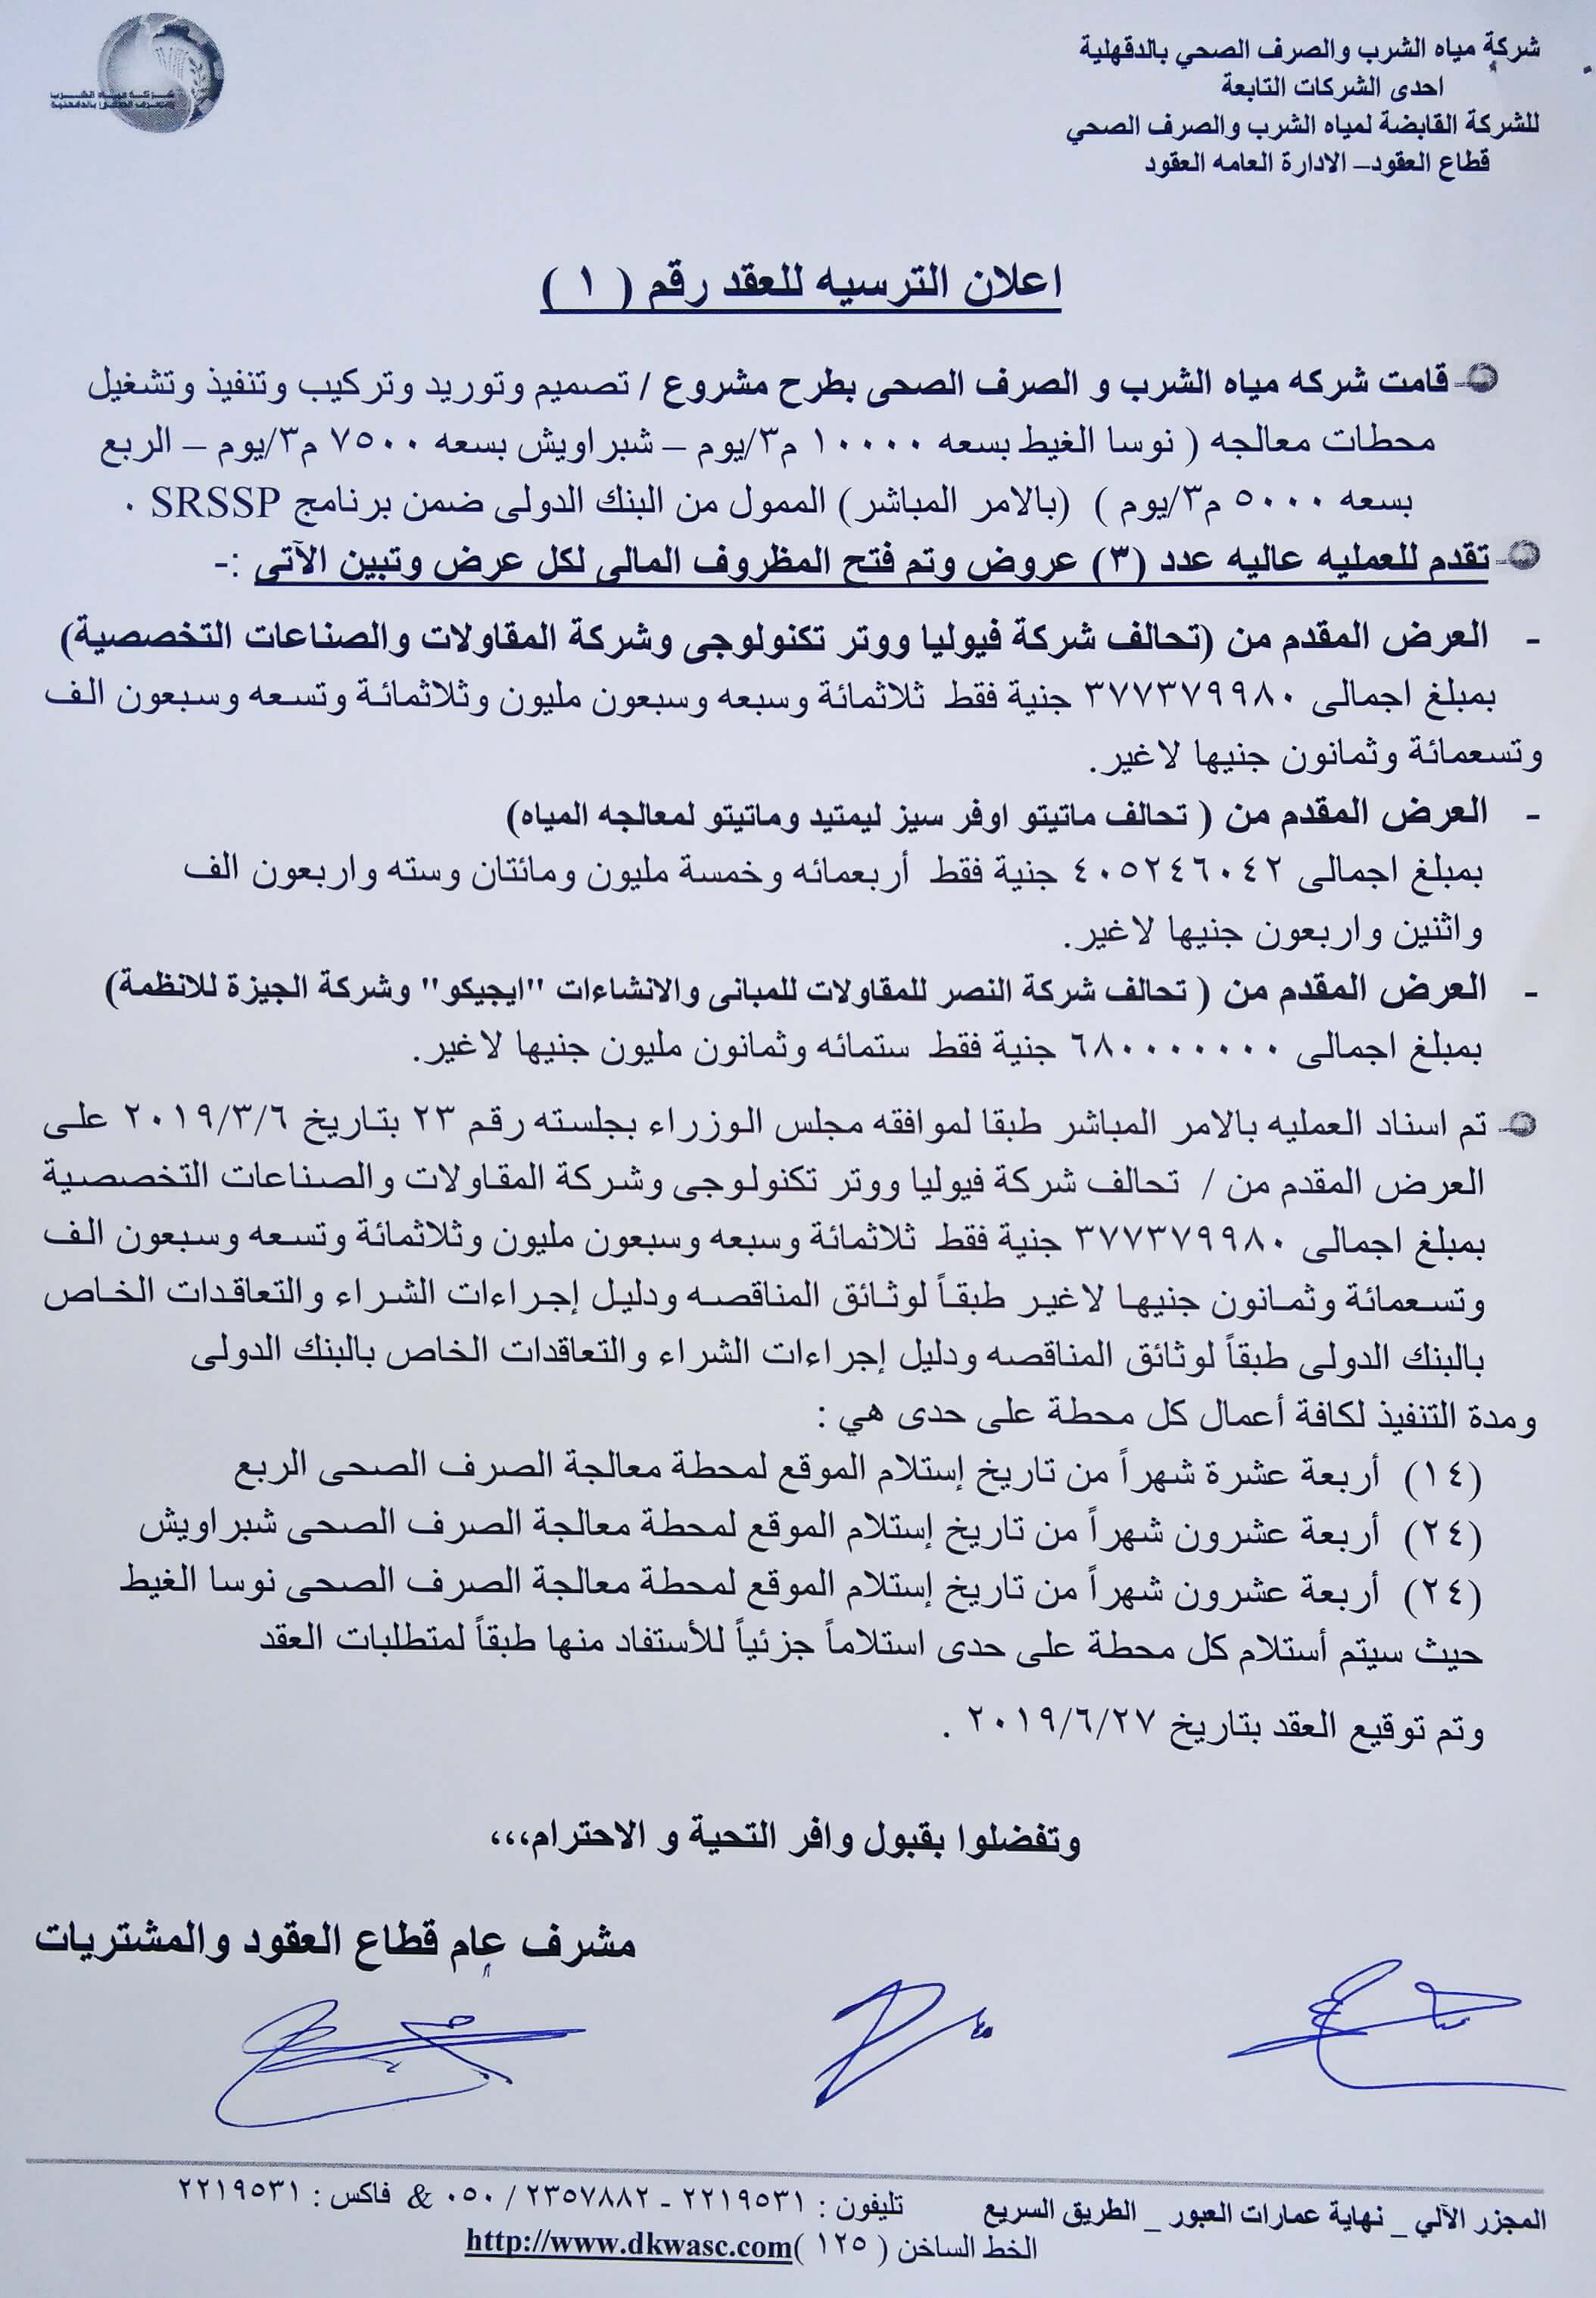 شركة مياه الشرب والصرف الصحي بالدقهلية
احدى الشركات التابعة
للشركة القابضة لمياه الشرب والصرف الصحي
قطاع العقود– الادارة العامه العقود
شركة مياه الشرب
والصرف الصحى بالدقهلية
اعلان الترسيه للعقد رقم ( ١ )
قامت شركه مياه الشرب و الصرف الصحى بطرح مشروع / تصميم وتوريد وتركيب وتنفيذ وتشغيل
محطات معالجه ( نوسا الغيط بسعه ١٠٠٠٠ م٣/يوم – شبراويش بسعه ٧٥٠٠ م٣/يوم – الربع
بسعه ٥٠٠٠ م٣/يوم ) (بالامر المباشر) الممول من البنك الدولى ضمن برنامج SRSSP .
تقدم للعمليه عاليه عدد (٣) عروض وتم فتح المظروف المالى لكل عرض وتبين الآتى :-
- العرض المقدم من (تحالف شركة فيوليا ووتر تكنولوجى وشركة المقاولات والصناعات التخصصية)
بمبلغ اجمالى ٣٧٧٣٧٩٩٨٠ جنية فقط ثلاثمائة وسبعه وسبعون مليون وثلاثمائة وتسعه وسبعون الف
وتسعمائة وثمانون جنيها لاغير.
- العرض المقدم من ( تحالف ماتيتو اوفر سيز ليمتيد وماتيتو لمعالجه المياه)
بمبلغ اجمالى ٤٠٥٢٤٦٠٤٢ جنية فقط أربعمائه وخمسة مليون ومائتان وسته واربعون الف
واثنين واربعون جنيها لاغير.
- العرض المقدم من ( تحالف شركة النصر للمقاولات للمبانى والانشاءات "ايجيكو" وشركة الجيزة للانظمة)
بمبلغ اجمالى ٦٨٠٠٠٠٠٠٠ جنية فقط ستمائه وثمانون مليون جنيها لاغير.
تم اسناد العمليه بالامر المباشر طبقا لموافقه مجلس الوزراء بجلسته رقم ٢٣ بتاريخ ٢٠١٩/٣/٦ على
العرض المقدم من / تحالف شركة فيوليا ووتر تكنولوجى وشركة المقاولات والصناعات التخصصية
بمبلغ اجمالى ٣٧٧٣٧٩٩٨٠ جنية فقط ثلاثمائة وسبعه وسبعون مليون وثلاثمائة وتسعه وسبعون الف
وتسعمائة وثمانون جنيها لاغير طبقاً لوثائق المناقصه ودليل إجراءات الشراء والتعاقدات الخاص
بالبنك الدولى طبقاً لوثائق المناقصه ودليل إجراءات الشراء والتعاقدات الخاص بالبنك الدولى
ومدة التنفيذ لكافة أعمال كل محطة على حدى هي :
(١٤) أربعة عشرة شهراً من تاريخ إستلام الموقع لمحطة معالجة الصرف الصحى الربع
(٢٤) أربعة عشرون شهراً من تاريخ إستلام الموقع لمحطة معالجة الصرف الصحى شبراويش
(٢٤) أربعة عشرون شهراً من تاريخ إستلام الموقع لمحطة معالجة الصرف الصحى نوسا الغيط
حيث سيتم أستلام كل محطة على حدى استلاماً جزئياً للأستفاد منها طبقاً لمتطلبات العقد
وتم توقيع العقد بتاريخ ٢٠١٩/٦/٢٧ .
وتفضلوا بقبول وافر التحية و الاحترام،،،
مشرف عام قطاع العقود والمشتريات
المجزر الآلي _ نهاية عمارات العبور _ الطريق السريع تليفون : ٢٢١٩٥٣١ - ٢٣٥٧٨٨٢ / ٠٥٠ & فاكس : ٢٢١٩٥٣١
الخط الساخن ( ١٢٥ )http://www.dkwasc.com